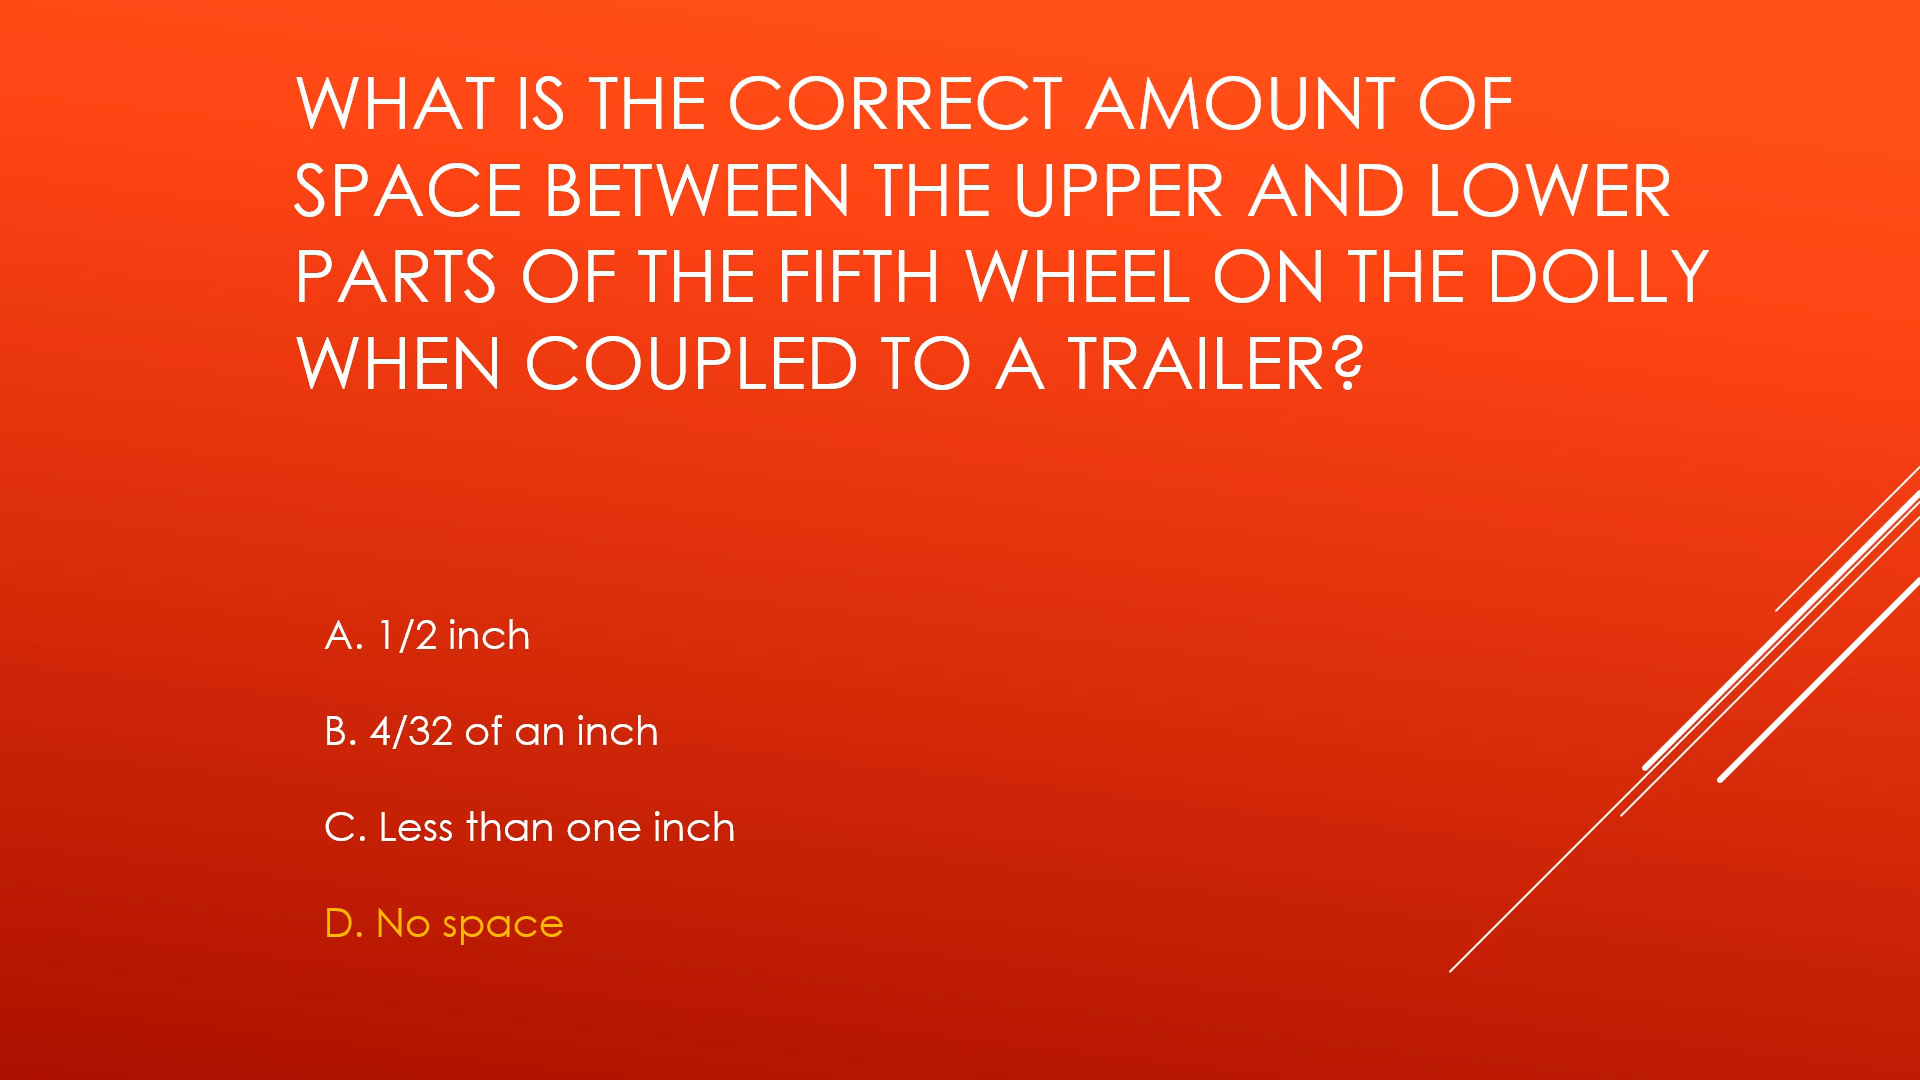 WHAT IS THE CORRECT AMOUNT OF
SPACE BETWEEN THE UPPER AND LOWER
PARTS OF THE FIFTH WHEEL ON THE DOLLY
WHEN COUPLED TO A TRAILER?
A. 1/2 inch
B. 4/32 of an inch
C. Less than one inch
D. No space